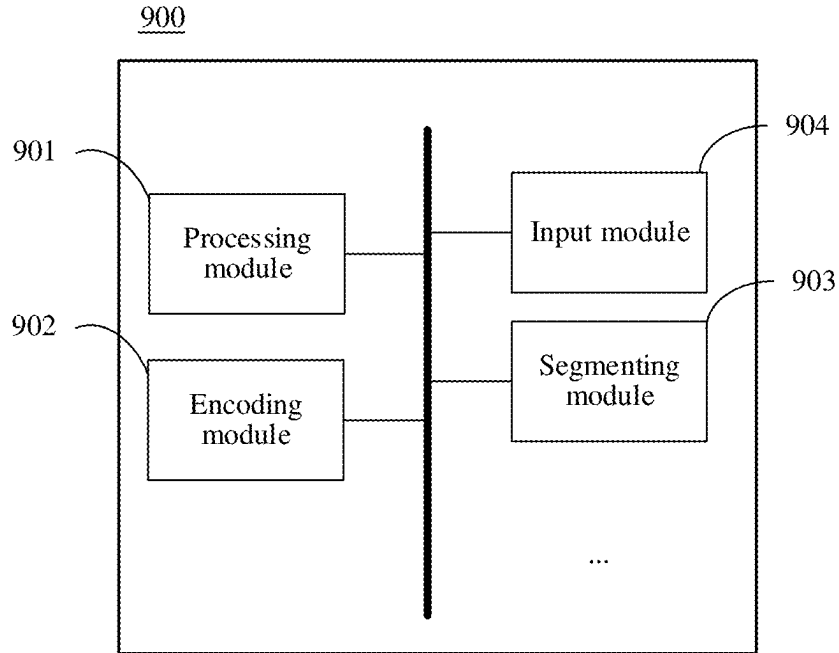 900
904
901
Processing
module
Input module
903
902
Segmenting
module
Encoding
module
...